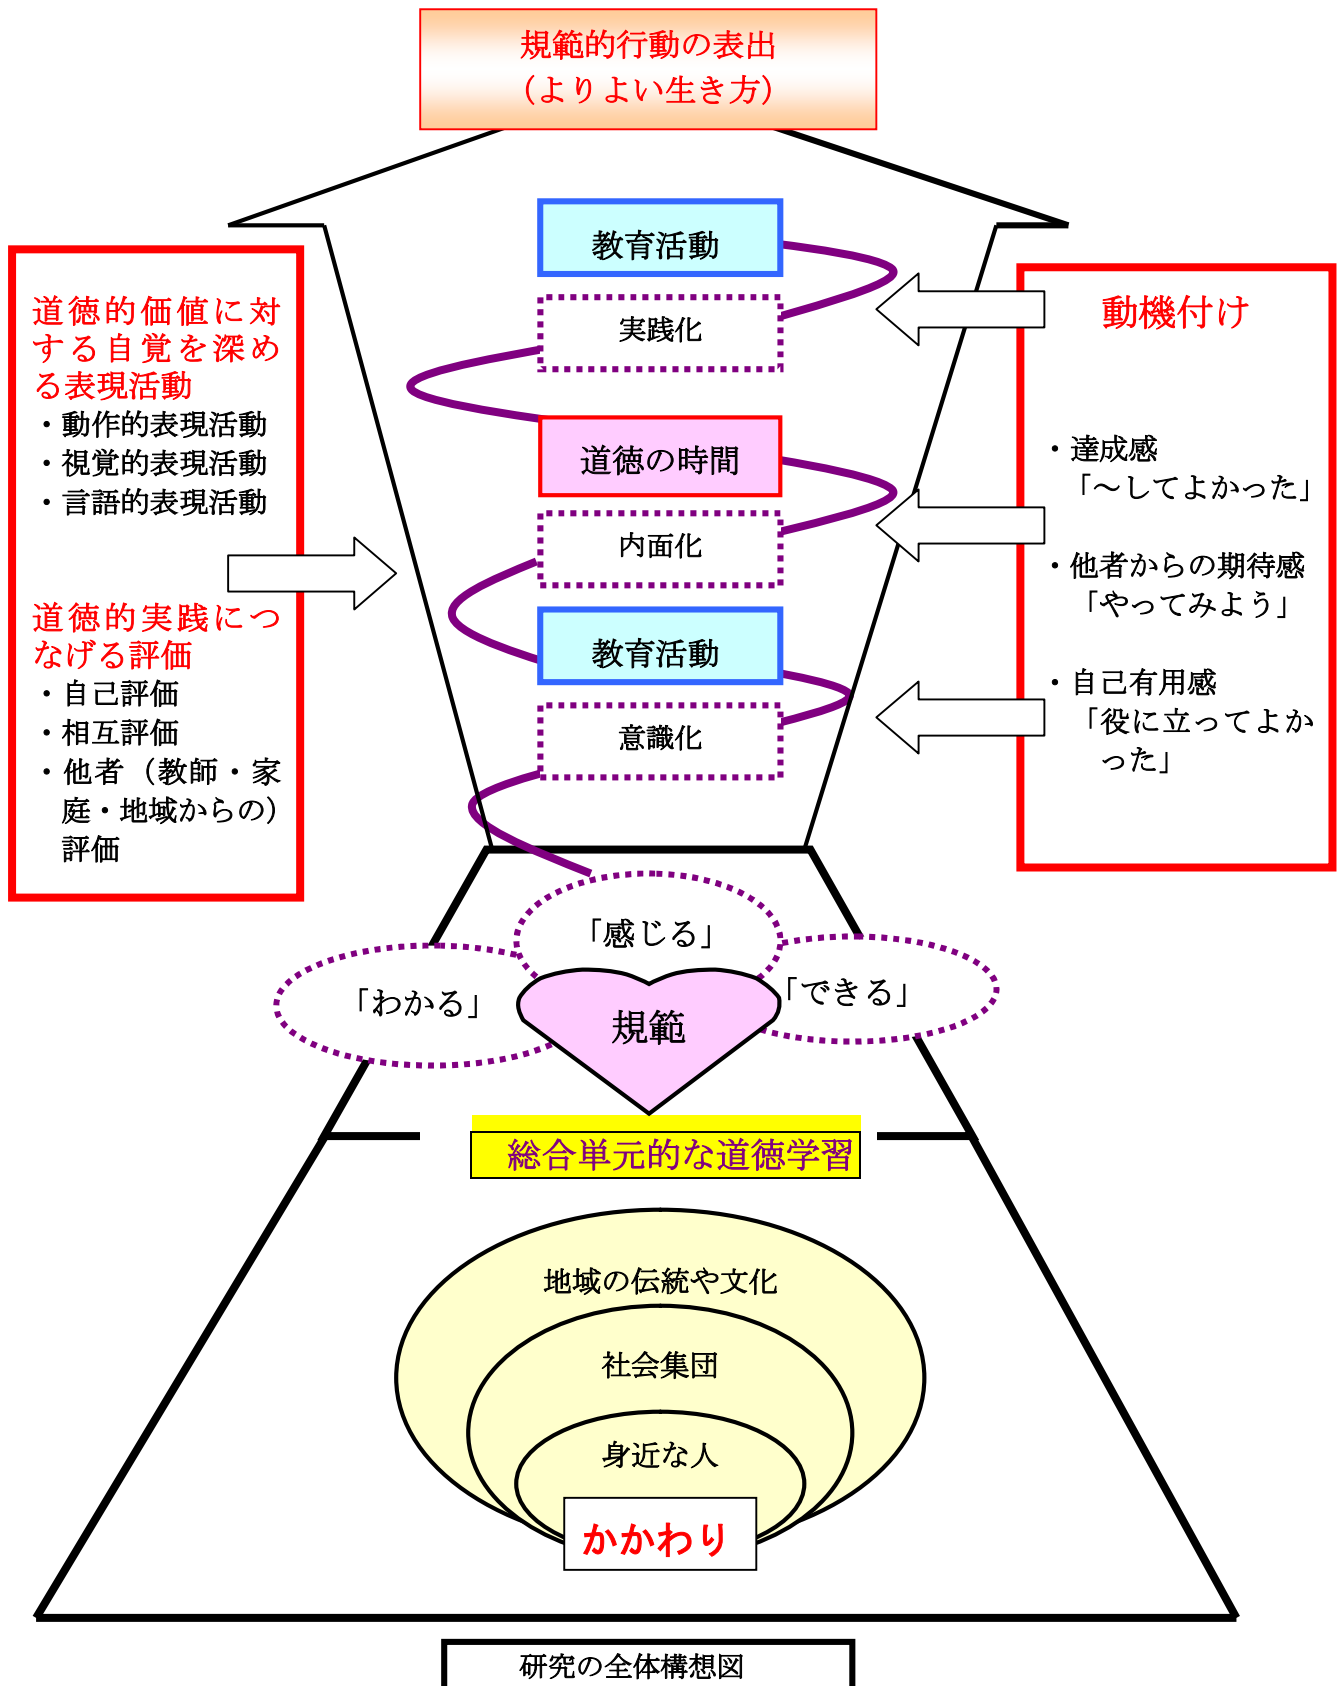 規範的行動の表出
（よりよい生き方）
教育活動
実践化
道徳の時間
内面化
教育活動
意識化
道徳的価値に対
する自覚を深め
る表現活動
・動作的表現活動
・視覚的表現活動
・言語的表現活動
道徳的実践につ
なげる評価
・自己評価
・相互評価
・他者（教師・家
庭・地域からの）
評価
動機付け
・達成感
「～してよかった」
・他者からの期待感
「やってみよう」
・自己有用感
「役に立ってよか
った」
「感じる」
「わかる」
「できる」
規範
総合単元的な道徳学習
地域の伝統や文化
社会集団
身近な人
かかわり
研究の全体構想図